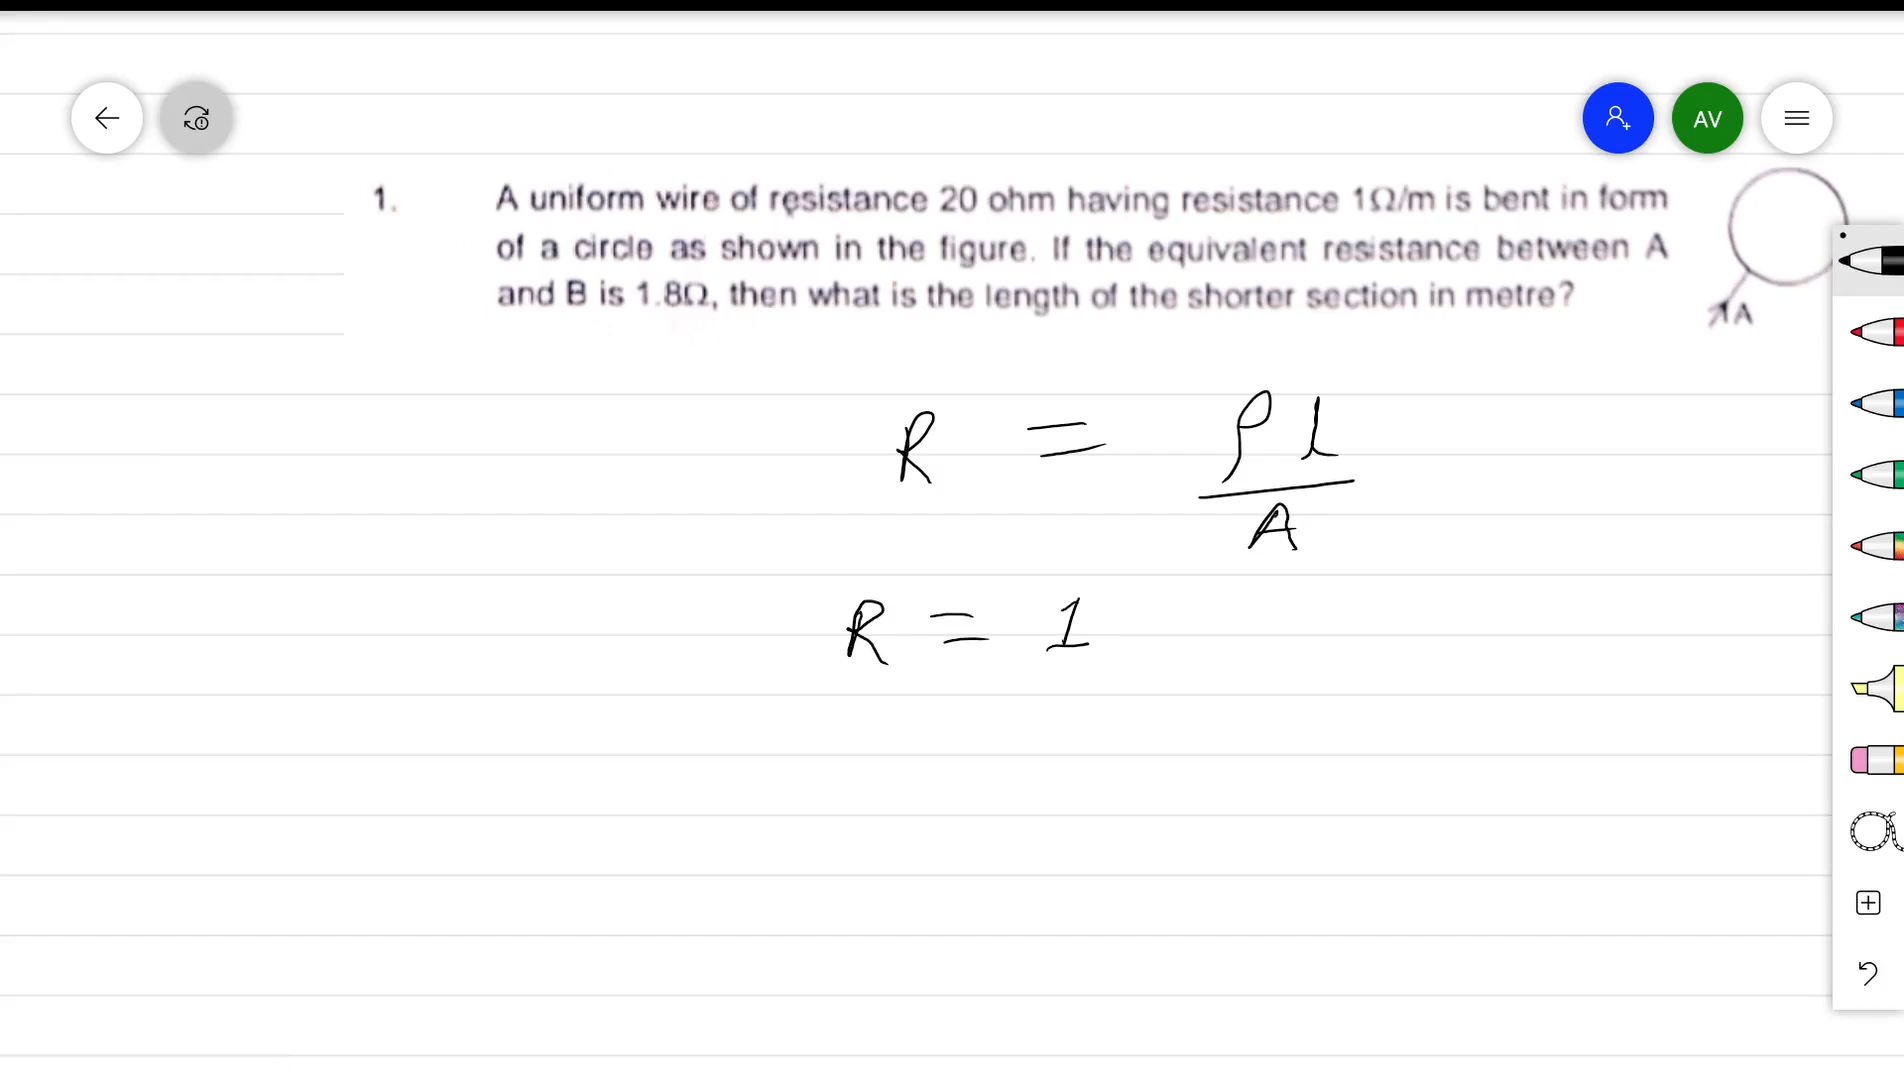 AV
1. A uniform wire of resistance 20 ohm having resistance 1Ω/m is bent in form
of a circle as shown in the figure. If the equivalent resistance between A
and B is 1.8Ω, then what is the length of the shorter section in metre?
A
R = ρl
A
R = 1